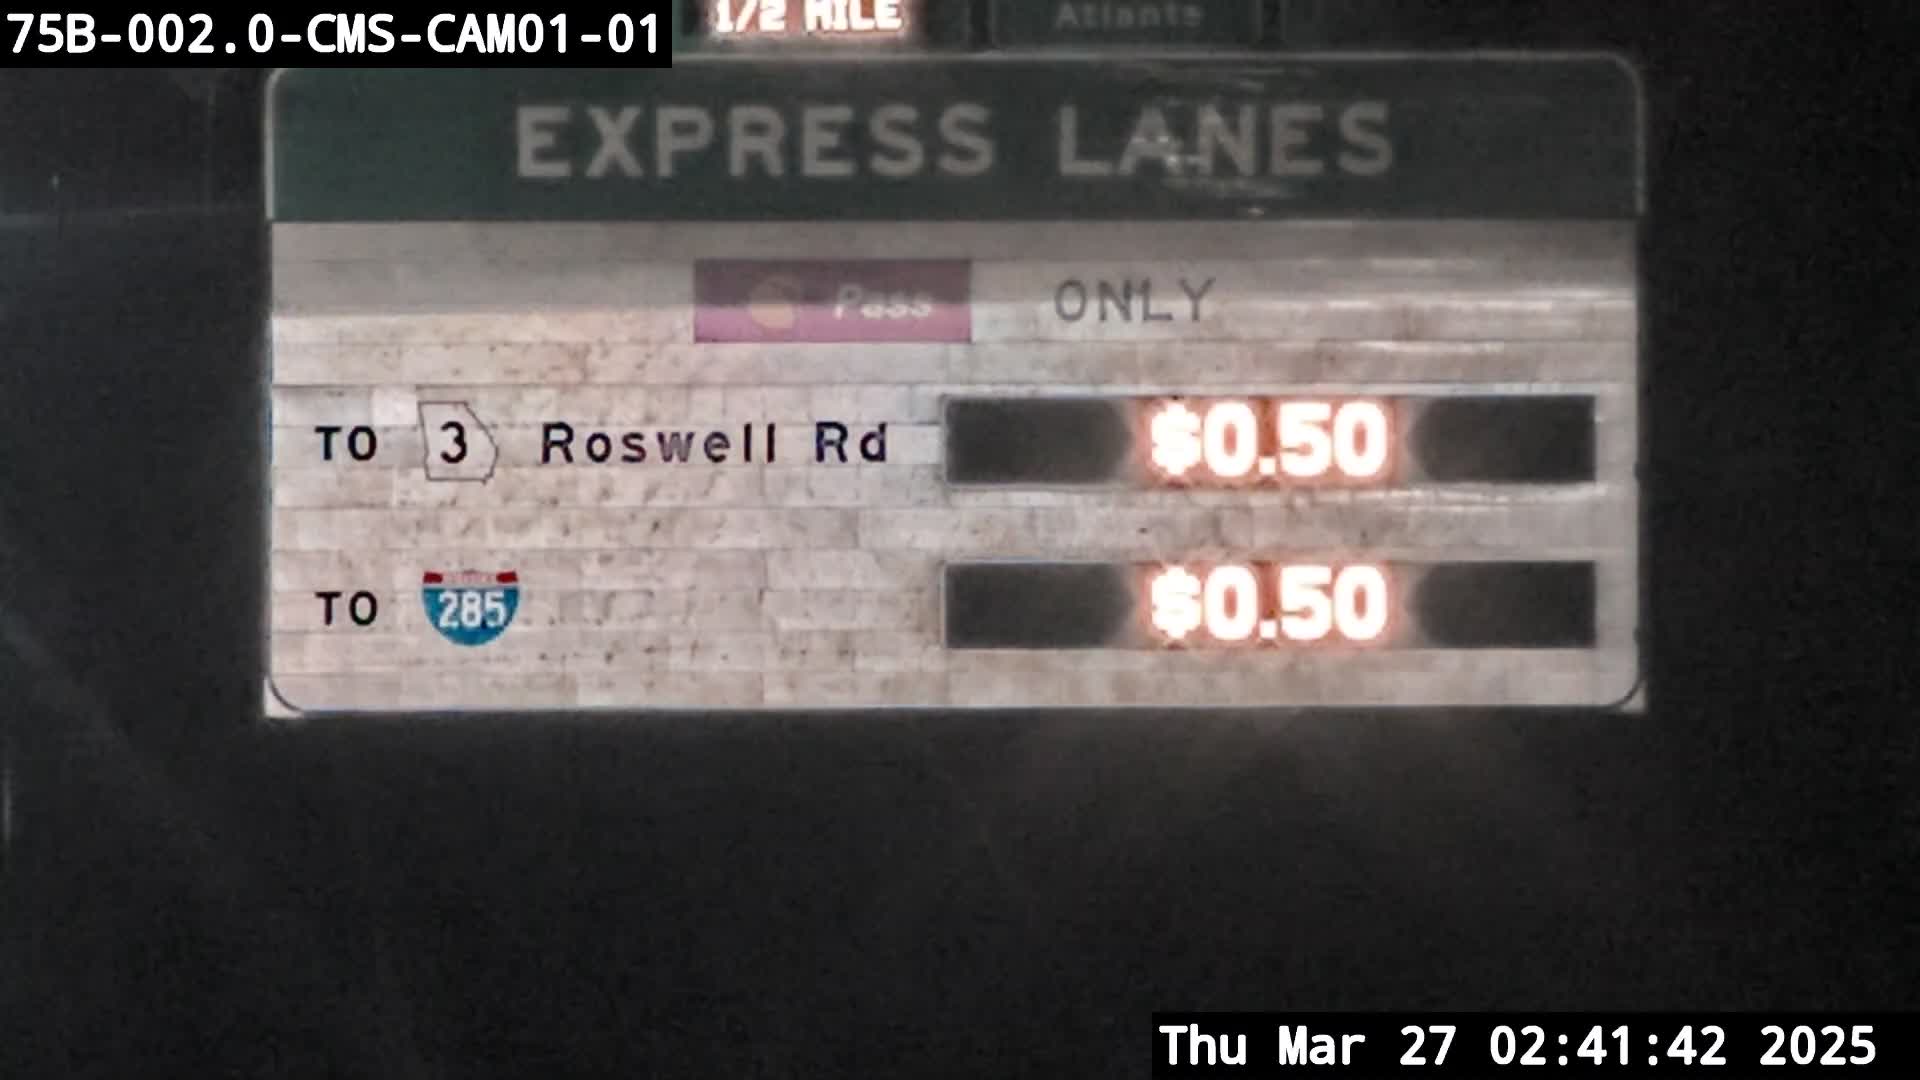 75B-002.0-CMS-CAM01-01
1/2 MILE
Atlanta
EXPRESS LANES
Pass ONLY
TO 3 Roswell Rd $0.50
TO 285 $0.50
Thu Mar 27 02:41:42 2025